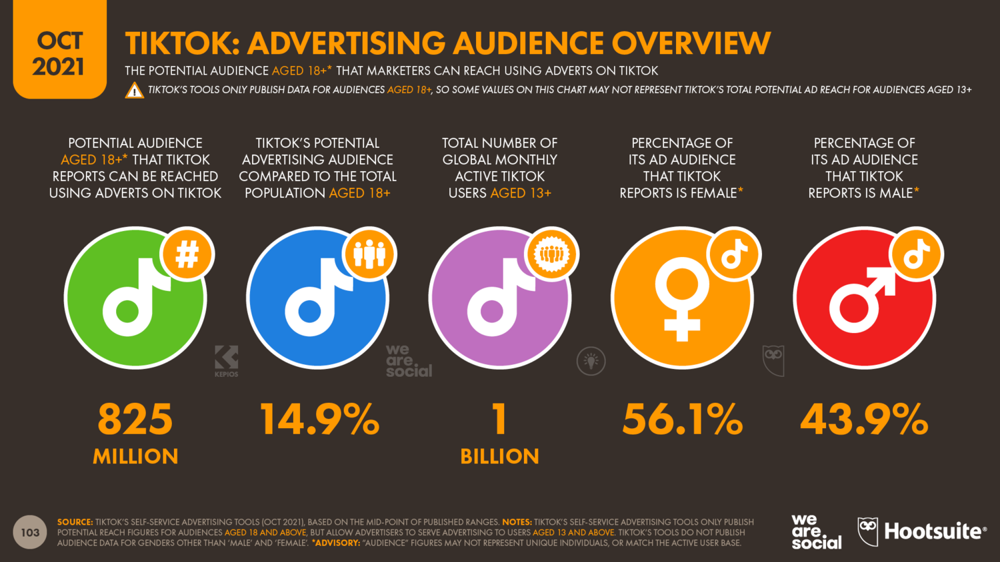 OCT
2021
TIKTOK: ADVERTISING AUDIENCE OVERVIEW
THE POTENTIAL AUDIENCE AGED 18+* THAT MARKETERS CAN REACH USING ADVERTS ON TIKTOK
! TIKTOK'S TOOLS ONLY PUBLISH DATA FOR AUDIENCES AGED 18+, SO SOME VALUES ON THIS CHART MAY NOT REPRESENT TIKTOK'S TOTAL POTENTIAL AD REACH FOR AUDIENCES AGED 13+
POTENTIAL AUDIENCE
AGED 18+* THAT TIKTOK
REPORTS CAN BE REACHED
USING ADVERTS ON TIKTOK
TIKTOK'S POTENTIAL
ADVERTISING AUDIENCE
COMPARED TO THE TOTAL
POPULATION AGED 18+
TOTAL NUMBER OF
GLOBAL MONTHLY
ACTIVE TIKTOK
USERS AGED 13+
PERCENTAGE OF
ITS AD AUDIENCE
THAT TIKTOK
REPORTS IS FEMALE*
PERCENTAGE OF
ITS AD AUDIENCE
THAT TIKTOK
REPORTS IS MALE*
#
KEPIOS
we
are
social
825
MILLION
14.9%
1
BILLION
56.1%
43.9%
103
SOURCE: TIKTOK'S SELF-SERVICE ADVERTISING TOOLS (OCT 2021), BASED ON THE MID-POINT OF PUBLISHED RANGES. NOTES: TIKTOK'S SELF-SERVICE ADVERTISING TOOLS ONLY PUBLISH
POTENTIAL REACH FIGURES FOR AUDIENCES AGED 18 AND ABOVE, BUT ALLOW ADVERTISERS TO SERVE ADVERTISING TO USERS AGED 13 AND ABOVE. TIKTOK'S TOOLS DO NOT PUBLISH
AUDIENCE DATA FOR GENDERS OTHER THAN 'MALE' AND 'FEMALE'. *ADVISORY: "AUDIENCE" FIGURES MAY NOT REPRESENT UNIQUE INDIVIDUALS, OR MATCH THE ACTIVE USER BASE.
we
are
social
Hootsuite®